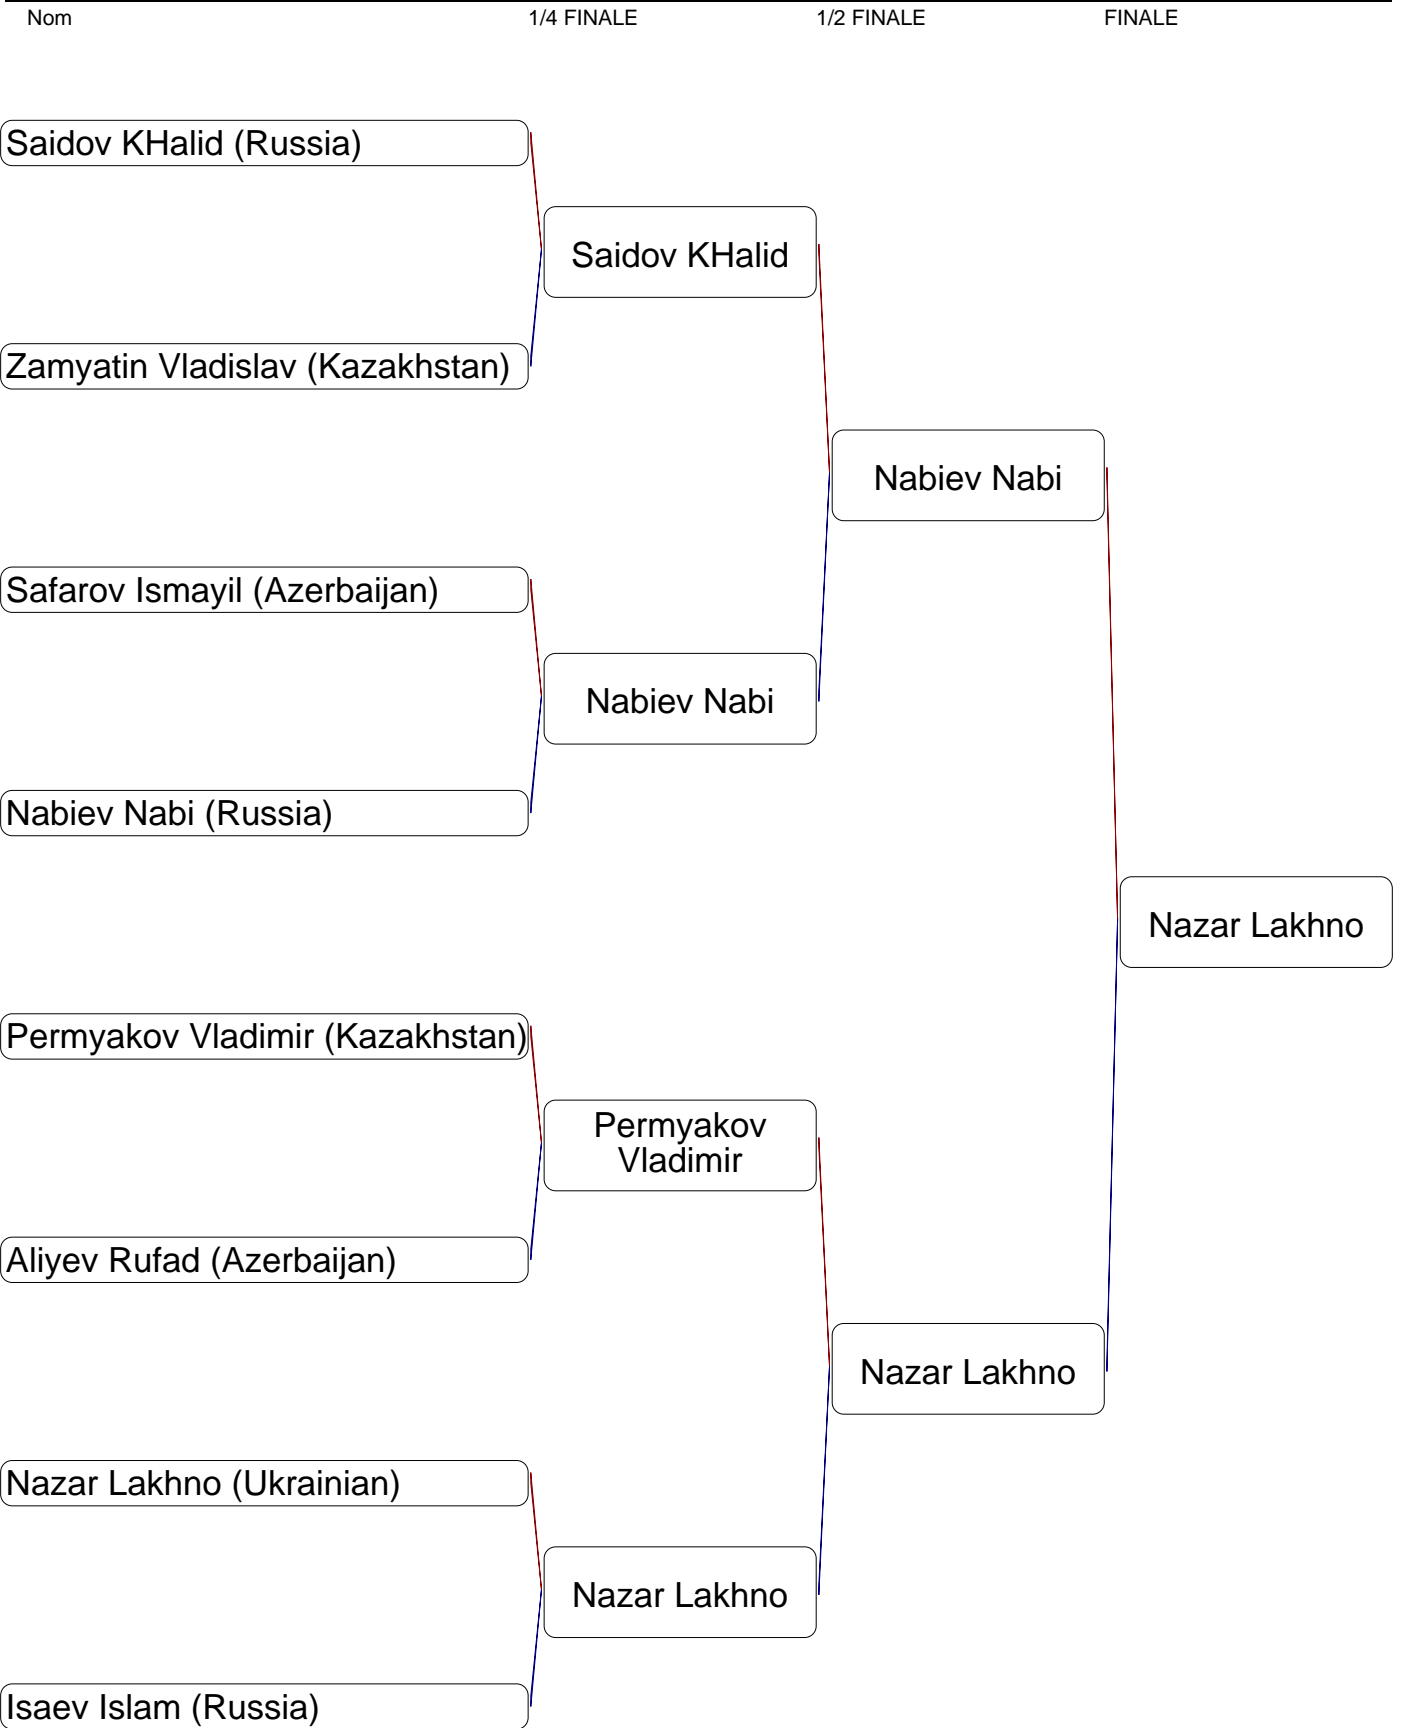 Nom 1/4 FINALE 1/2 FINALE FINALE
Saidov KHalid (Russia)
Saidov KHalid
Zamyatin Vladislav (Kazakhstan)
Nabiev Nabi
Safarov Ismayil (Azerbaijan)
Nabiev Nabi
Nabiev Nabi (Russia)
Nazar Lakhno
Permyakov Vladimir (Kazakhstan)
Permyakov
Vladimir
Aliyev Rufad (Azerbaijan)
Nazar Lakhno
Nazar Lakhno (Ukrainian)
Nazar Lakhno
Isaev Islam (Russia)